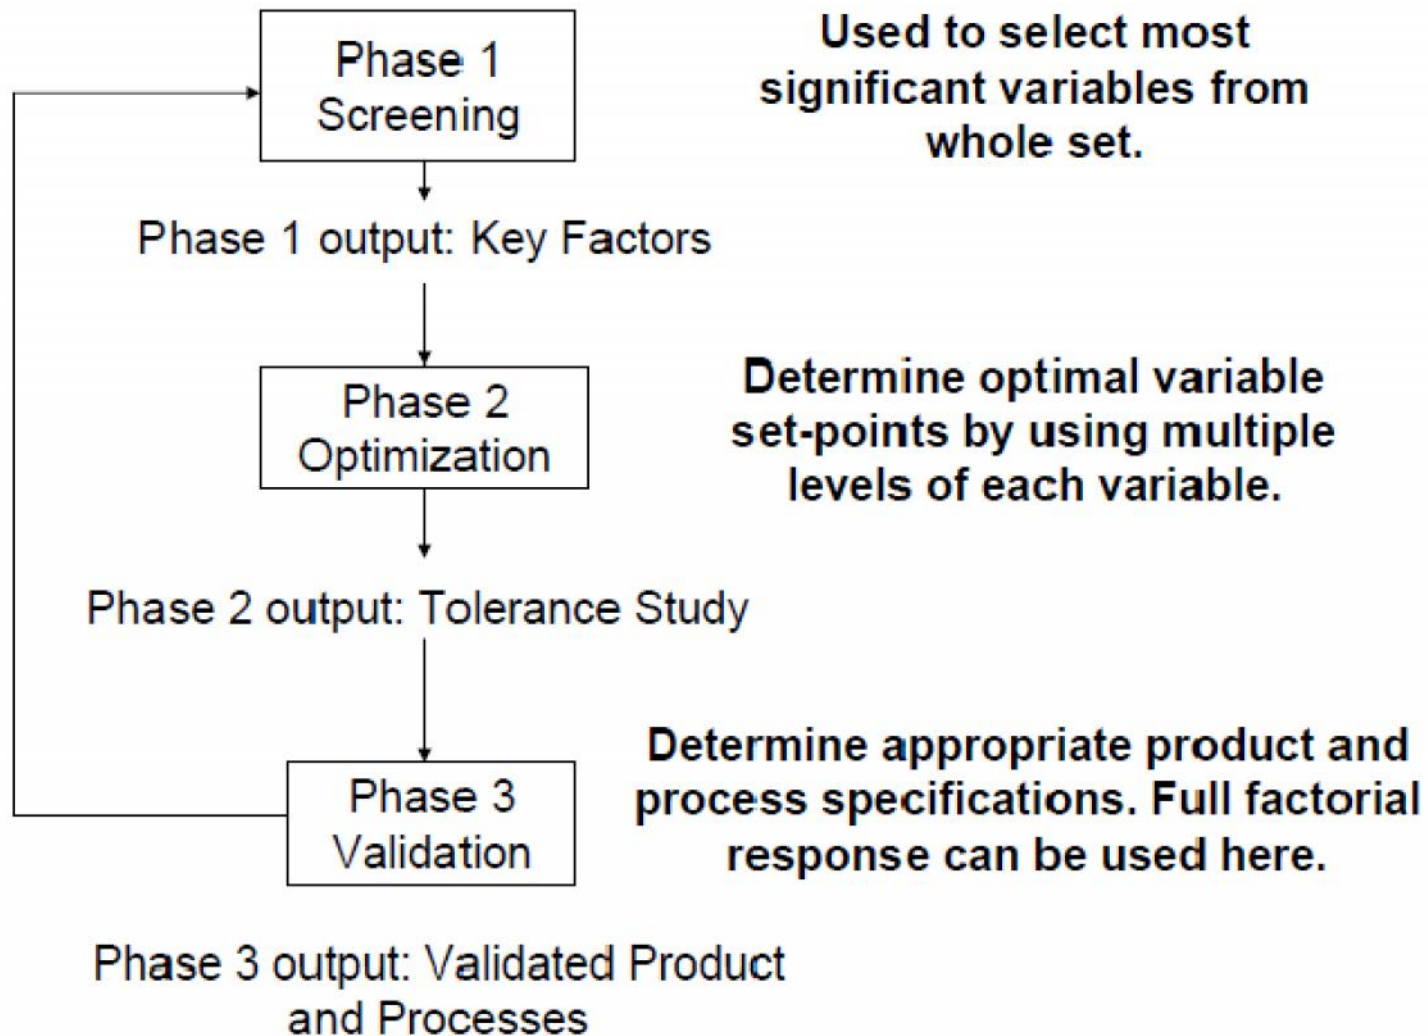 Phase 1
Screening
Used to select most
significant variables from
whole set.
Phase 1 output: Key Factors
Phase 2
Optimization
Determine optimal variable
set-points by using multiple
levels of each variable.
Phase 2 output: Tolerance Study
Phase 3
Validation
Determine appropriate product and
process specifications. Full factorial
response can be used here.
Phase 3 output: Validated Product
and Processes